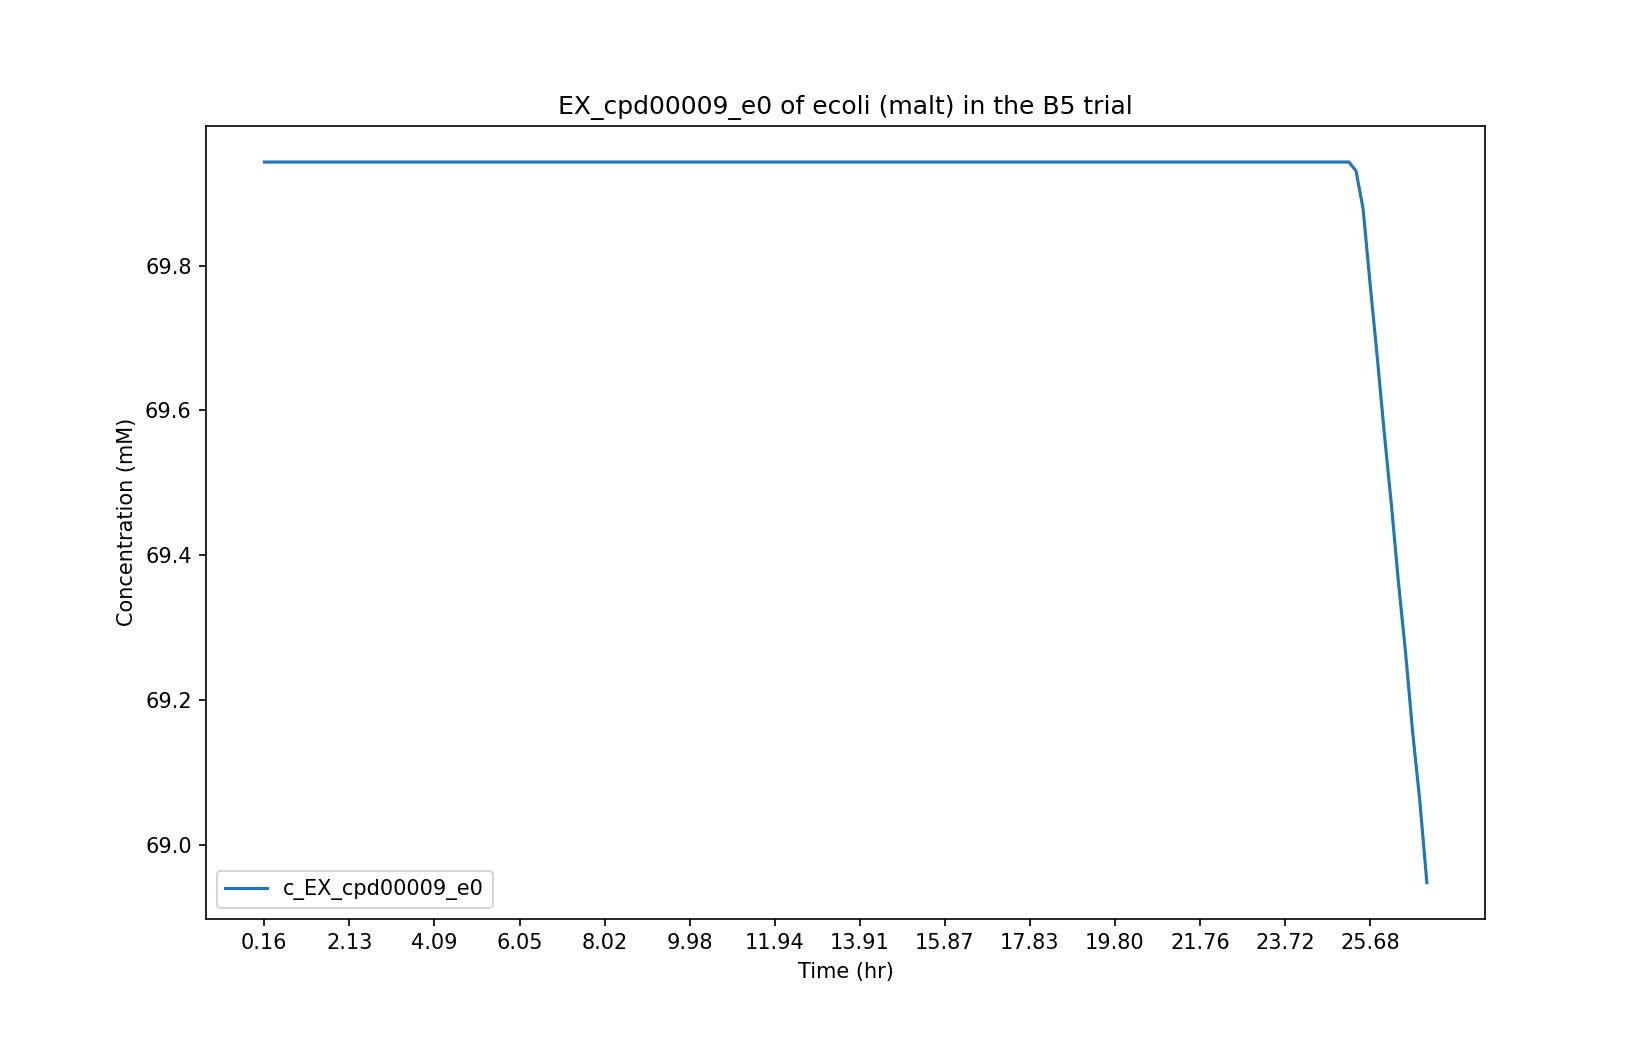 EX_cpd00009_e0 of ecoli (malt) in the B5 trial
Concentration (mM)
69.8
69.6
69.4
69.2
69.0
c_EX_cpd00009_e0
0.16 2.13 4.09 6.05 8.02 9.98 11.94 13.91 15.87 17.83 19.80 21.76 23.72 25.68
Time (hr)